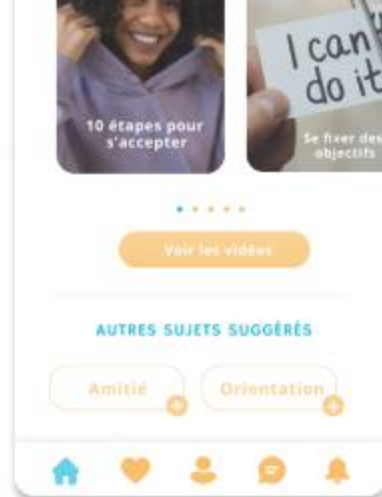 I can
do it
10 étapes pour
s'accepter
Se fixer des
objectifs
Voir les vidéos
AUTRES SUJETS SUGGÉRÉS
Amitié
Orientation